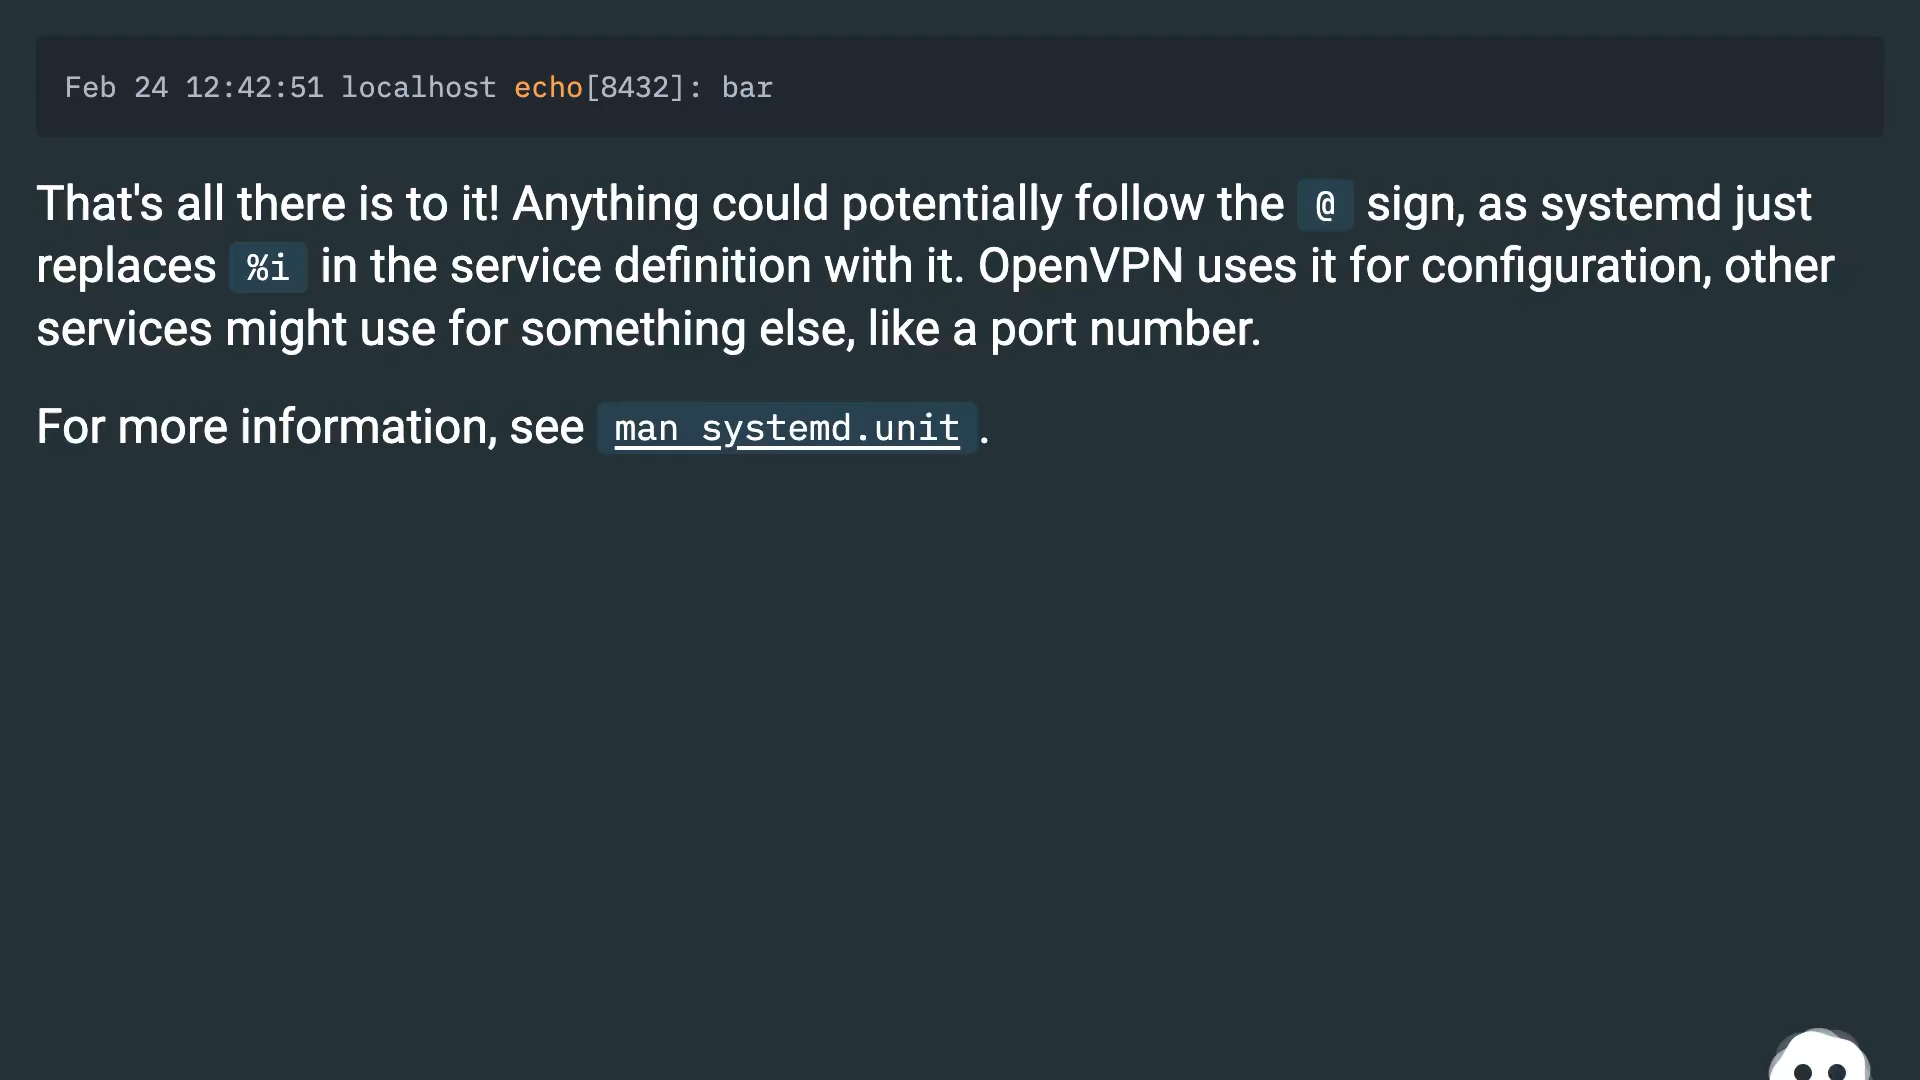 Feb 24 12:42:51 localhost echo[8432]: bar
That's all there is to it! Anything could potentially follow the @ sign, as systemd just
replaces %i in the service definition with it. OpenVPN uses it for configuration, other
services might use for something else, like a port number.
For more information, see man systemd.unit.